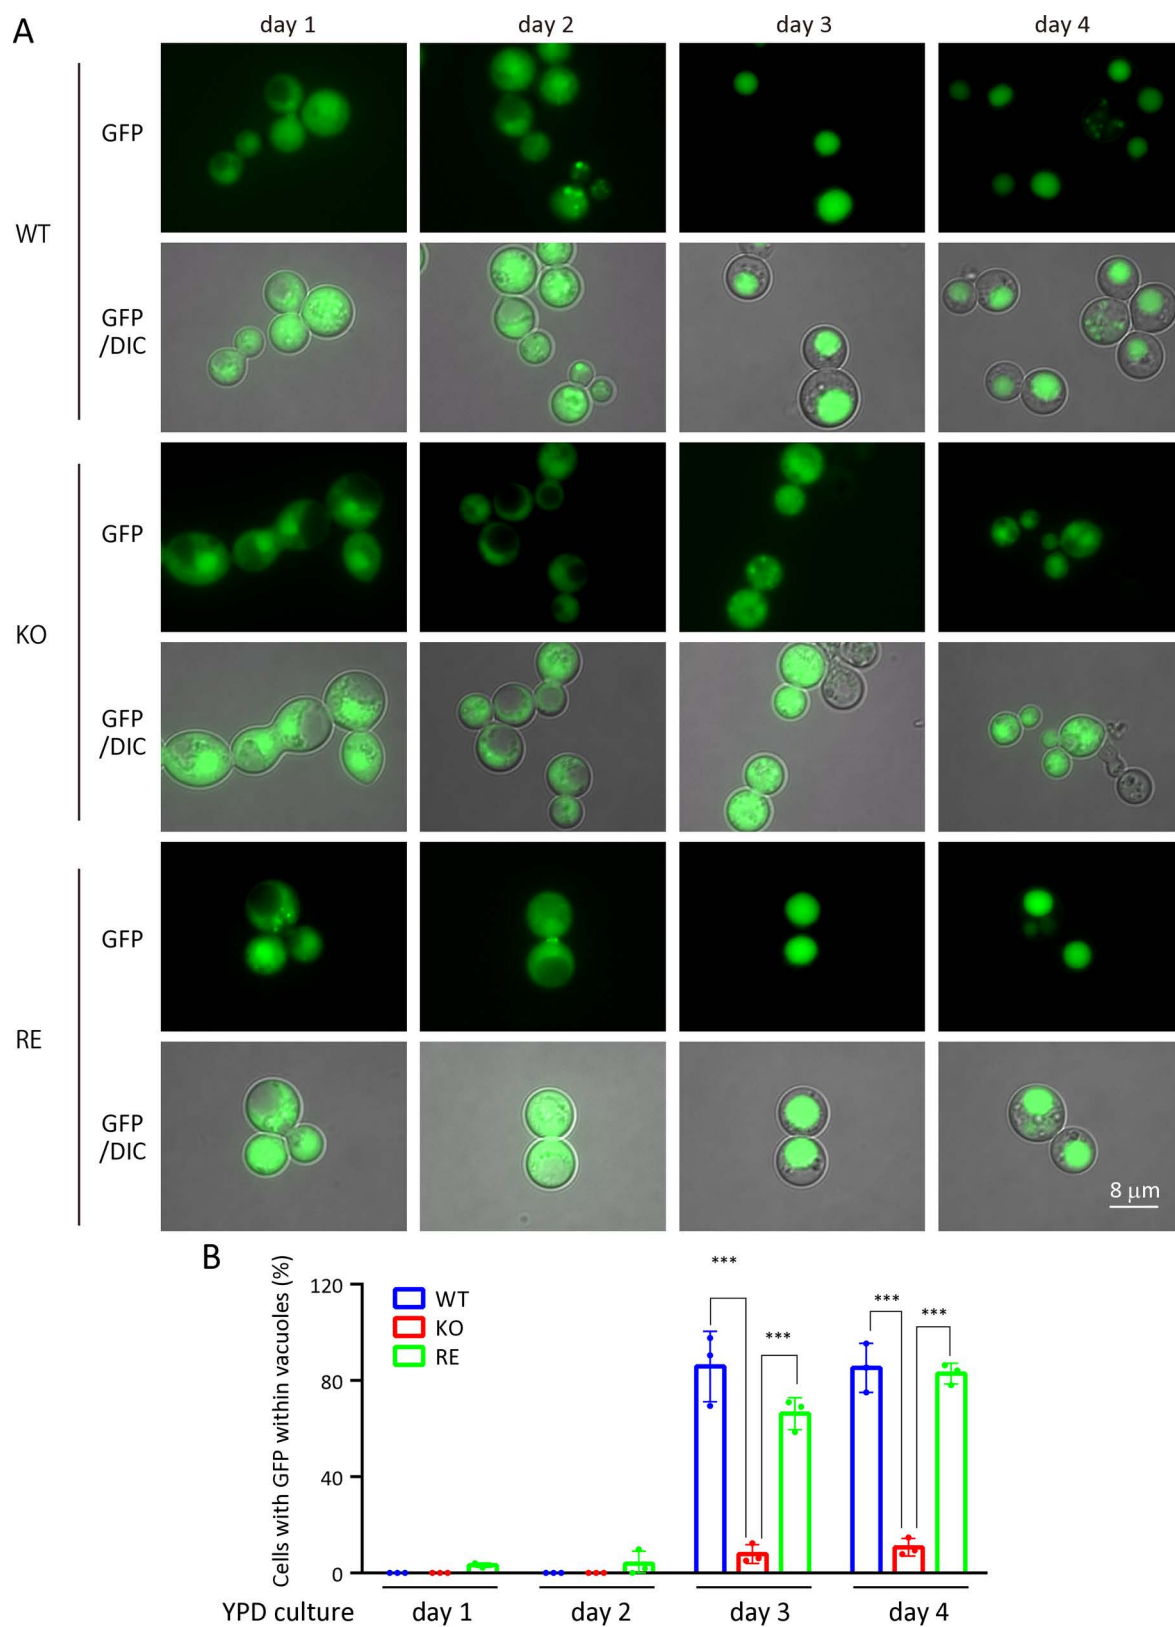 A
day 1 day 2 day 3 day 4
WT
GFP
GFP
/DIC
KO
GFP
GFP
/DIC
RE
GFP
GFP
/DIC
8 μm
B
Cells with GFP within vacuoles (%)
120
80
40
0
WT
KO
RE
***
***
***
***
YPD culture day 1 day 2 day 3 day 4